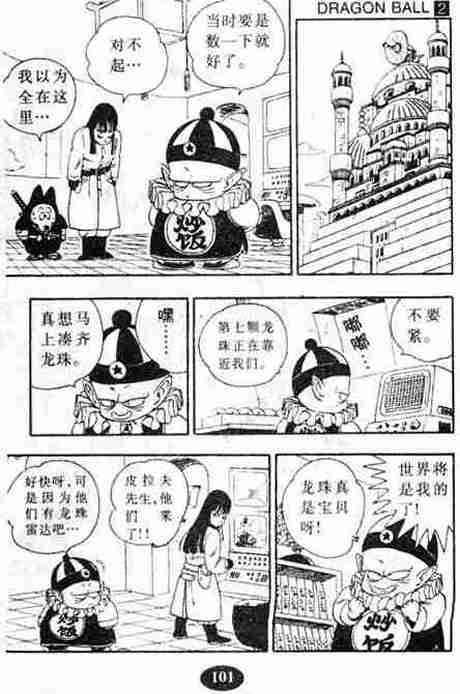 DRAGON BALL 2
当时要是
数一下就
好了。
对不
起…
我以为
全在这
里…
炒
饭
不要
紧。
嘟
嘟
……
第七颗龙
珠正在靠
近我们。
嘿
……
真想马
上凑齐
龙珠。
世界将
是我的
了!
龙珠真
是宝贝
呀!
炒
饭
皮拉夫
先生,他
们来
了!!
好快呀,可
是因为他
们有龙珠
雷达吧…
炒
饭
101